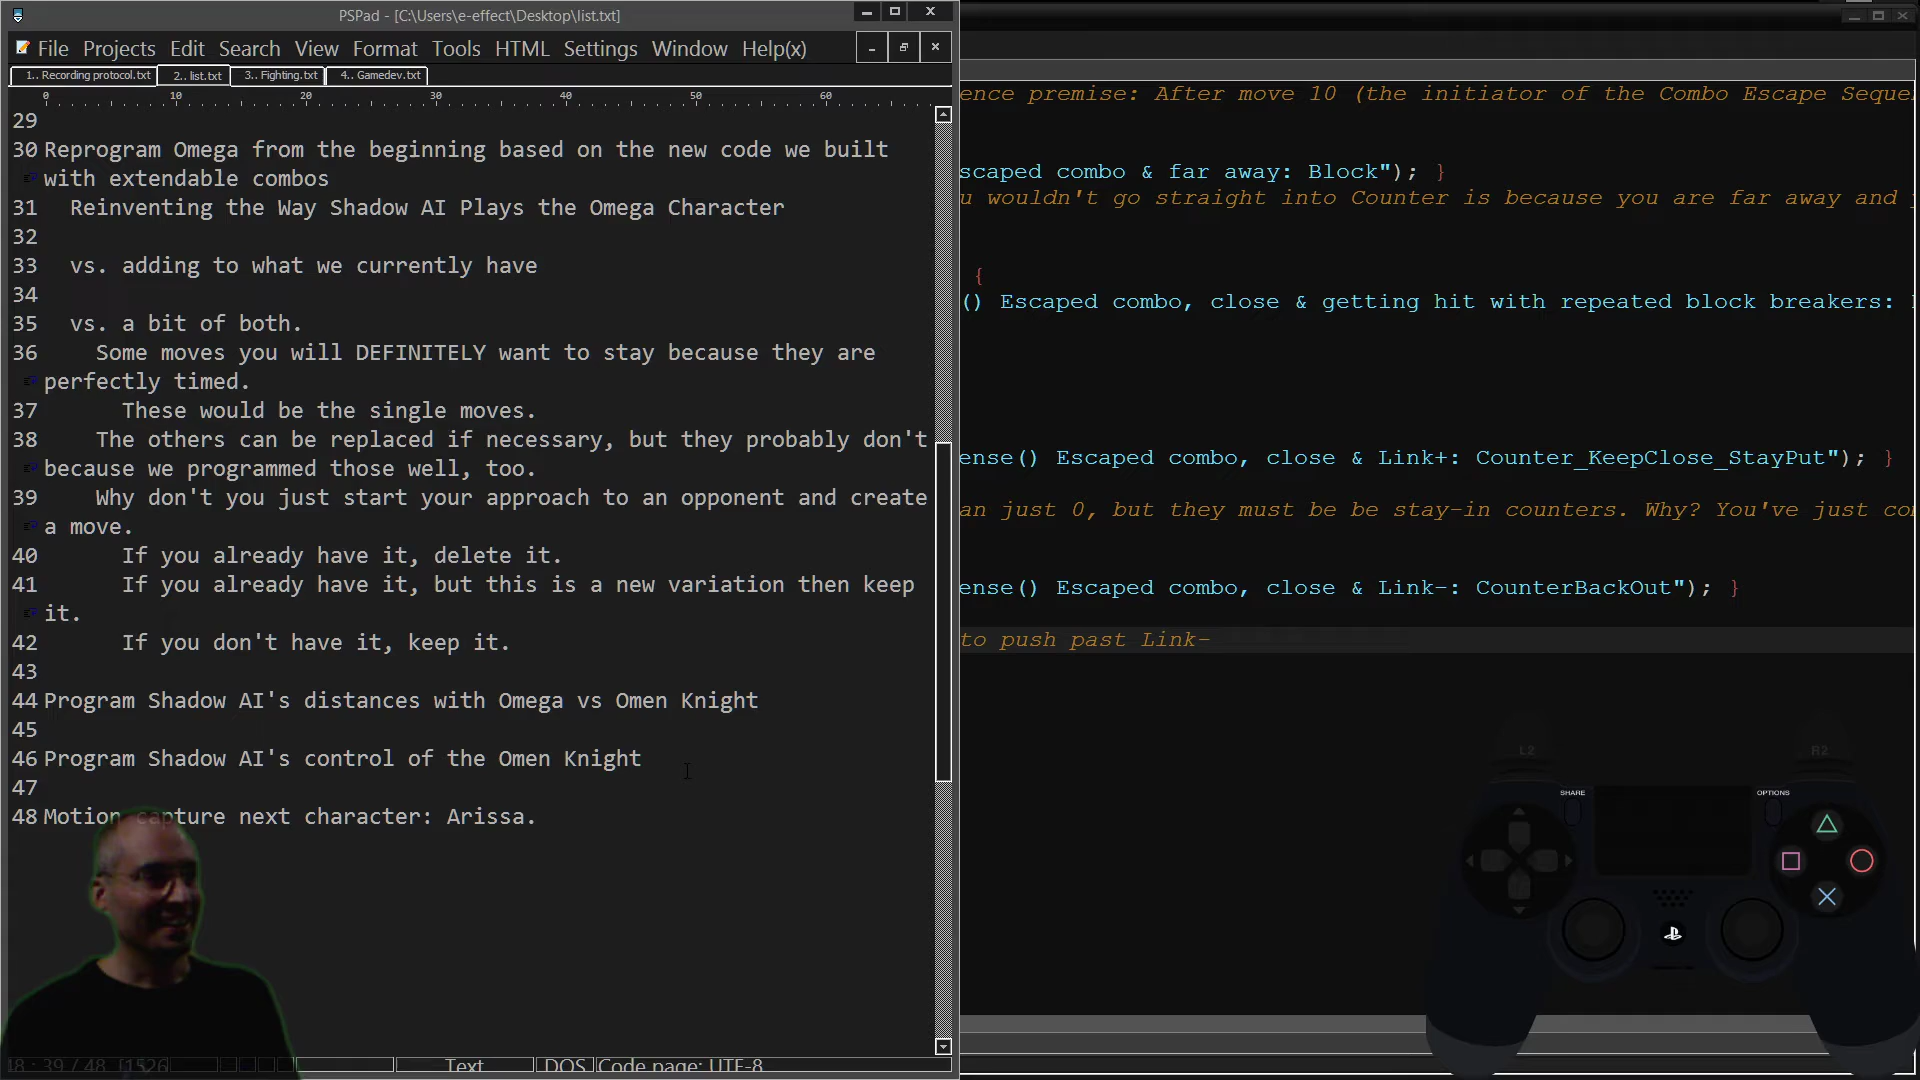 PSPad - [C:\Users\e-effect\Desktop\list.txt]
File Projects Edit Search View Format Tools HTML Settings Window Help(x)
1.. Recording protocol.txt 2.. list.txt 3.. Fighting.txt 4.. Gamedev.txt
0 10 20 30 40 50 60
29
30 Reprogram Omega from the beginning based on the new code we built
with extendable combos
31 Reinventing the Way Shadow AI Plays the Omega Character
32
33 vs. adding to what we currently have
34
35 vs. a bit of both.
36 Some moves you will DEFINITELY want to stay because they are
perfectly timed.
37 These would be the single moves.
38 The others can be replaced if necessary, but they probably don't
because we programmed those well, too.
39 Why don't you just start your approach to an opponent and create
a move.
40 If you already have it, delete it.
41 If you already have it, but this is a new variation then keep
it.
42 If you don't have it, keep it.
43
44 Program Shadow AI's distances with Omega vs Omen Knight
45
46 Program Shadow AI's control of the Omen Knight
47
48 Motion capture next character: Arissa.
48 : 39 / 48 [1526
Text DOS Code page: UTF-8
ence premise: After move 10 (the initiator of the Combo Escape Seque
scaped combo & far away: Block"); }
u wouldn't go straight into Counter is because you are far away and
{
() Escaped combo, close & getting hit with repeated block breakers:
ense() Escaped combo, close & Link+: Counter_KeepClose_StayPut"); }
an just 0, but they must be be stay-in counters. Why? You've just co
ense() Escaped combo, close & Link-: CounterBackOut"); }
to push past Link-
L2 R2
SHARE OPTIONS